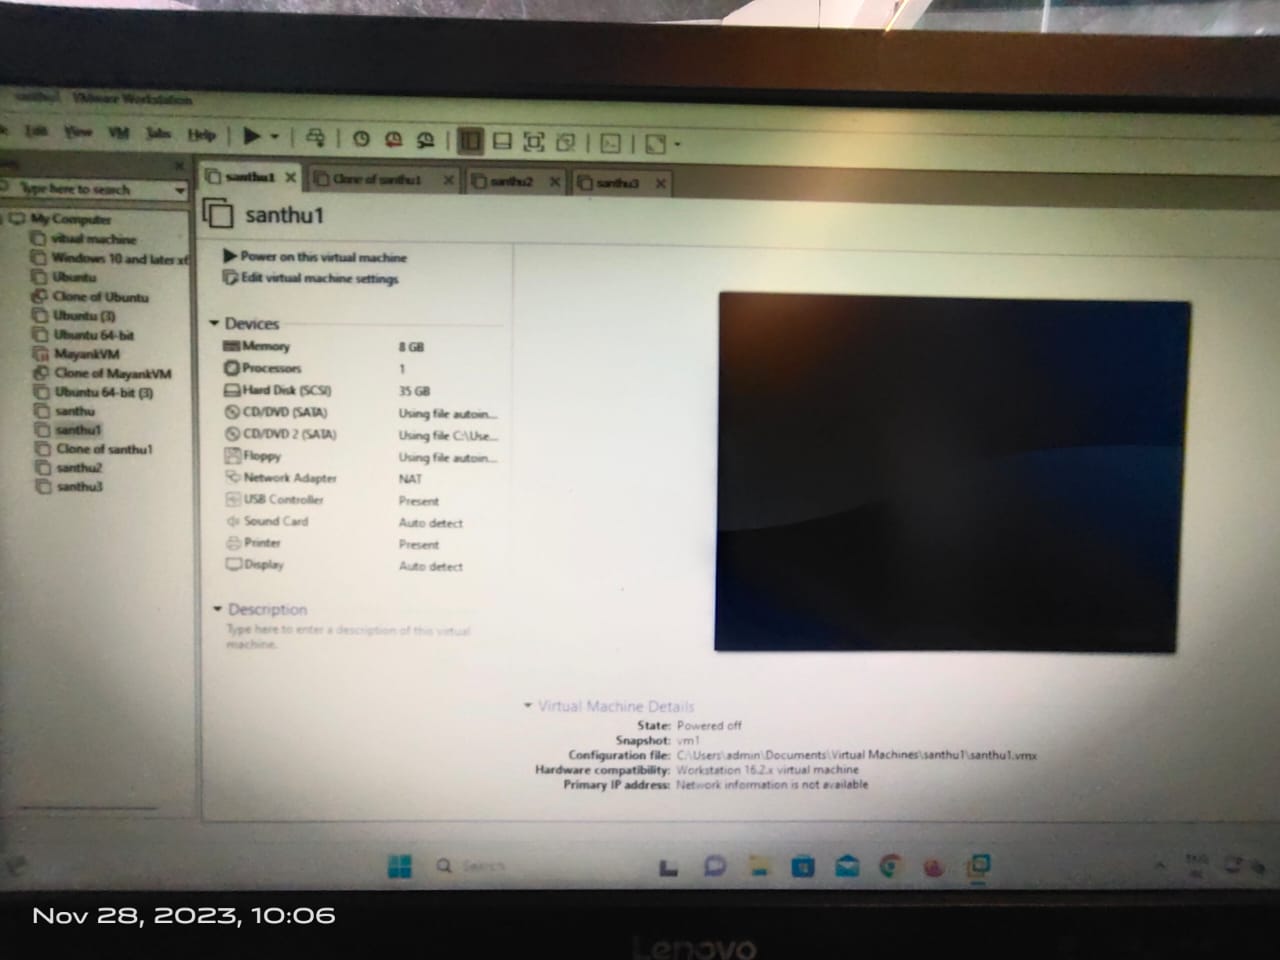 santhu1 VMware Workstation
Edit View VM Tabs Help
Type here to search
santhu1 Clone of santhu1 santhu2 santhu3
My Computer
vitual machine
Windows 10 and later x6
Ubuntu
Clone of Ubuntu
Ubuntu (3)
Ubuntu 64-bit
MayankVM
Clone of MayankVM
Ubuntu 64-bit (3)
santhu
santhu1
Clone of santhu1
santhu2
santhu3
santhu1
Power on this virtual machine
Edit virtual machine settings
Devices
Memory 8 GB
Processors 1
Hard Disk (SCSI) 35 GB
CD/DVD (SATA) Using file autoin...
CD/DVD 2 (SATA) Using file C:\Use...
Floppy Using file autoin...
Network Adapter NAT
USB Controller Present
Sound Card Auto detect
Printer Present
Display Auto detect
Description
Type here to enter a description of this virtual
machine.
Virtual Machine Details
State: Powered off
Snapshot: vm1
Configuration file: C:\Users\admin\Documents\Virtual Machines\santhu1\santhu1.vmx
Hardware compatibility: Workstation 16.2.x virtual machine
Primary IP address: Network information is not available
Search
Nov 28, 2023, 10:06
Lenovo